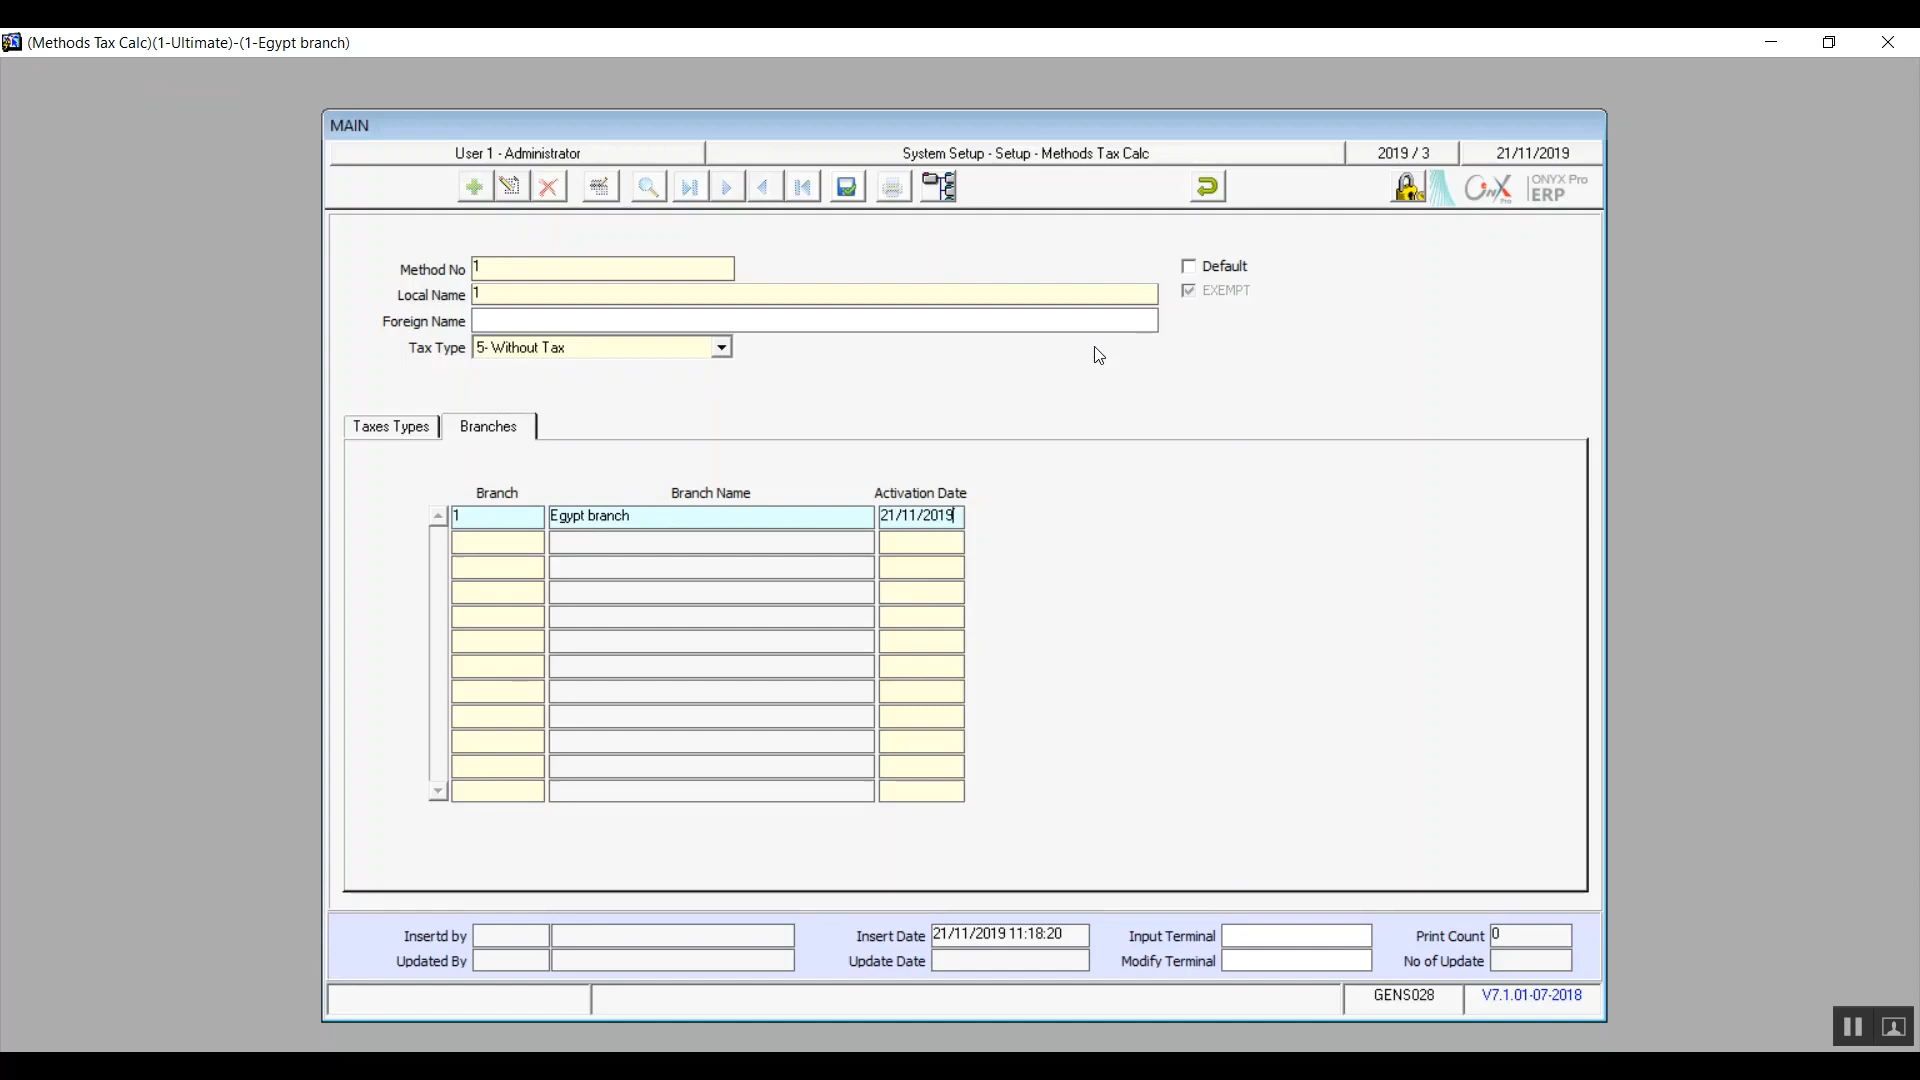 (Methods Tax Calc)(1-Ultimate)-(1-Egypt branch)
MAIN
User 1 - Administrator
System Setup - Setup - Methods Tax Calc
2019 / 3
21/11/2019
Onyx Pro
ONYX Pro
ERP
Method No 1
Default
Local Name 1
EXEMPT
Foreign Name
Tax Type 5- Without Tax
Taxes Types
Branches
Branch Branch Name Activation Date
1 Egypt branch 21/11/2019
Insertd by
Insert Date 21/11/2019 11:18:20
Input Terminal
Print Count 0
Updated By
Update Date
Modify Terminal
No of Update
GENS028
V7.1.01-07-2018